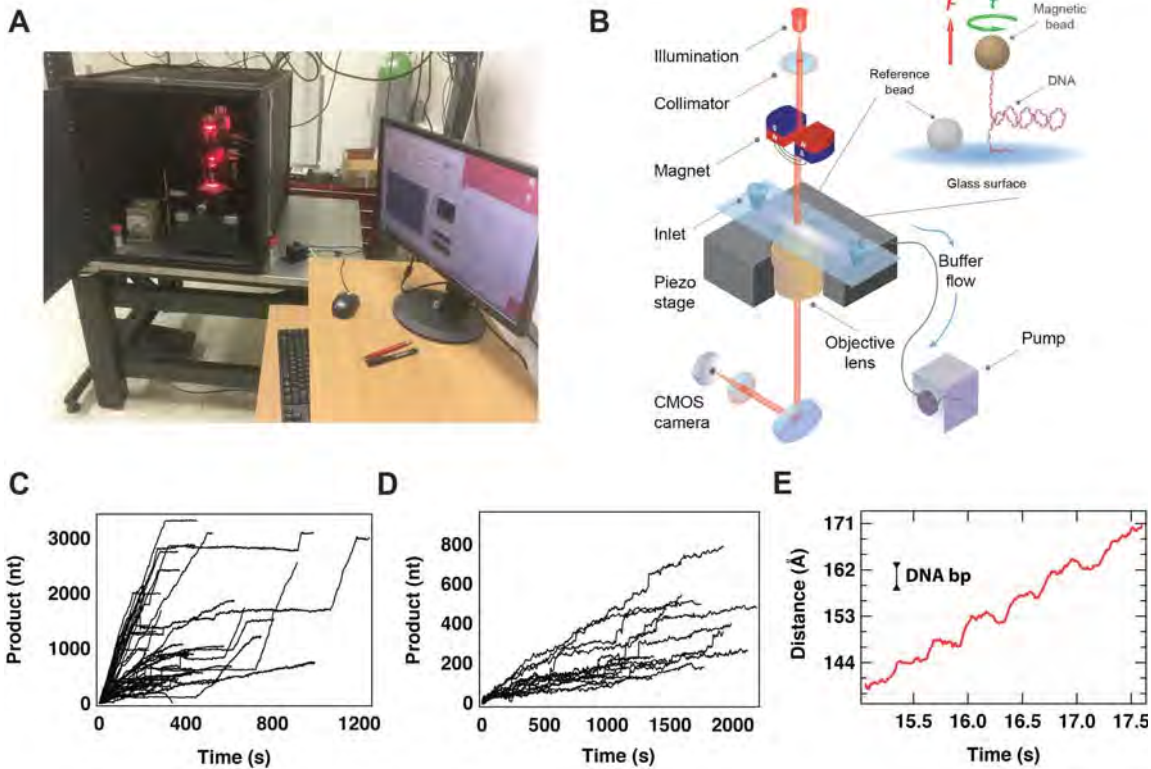 A
B
F
τ
Magnetic
bead
Illumination
Reference
bead
DNA
Collimator
Magnet
Glass surface
Inlet
Buffer
flow
Piezo
stage
Objective
lens
Pump
CMOS
camera
C
D
E
Product (nt)
3000
2000
1000
0
0 400 800 1200
Time (s)
Product (nt)
800
600
400
200
0
0 500 1000 1500 2000
Time (s)
Distance (Å)
171
162
153
144
DNA bp
15.5 16.0 16.5 17.0 17.5
Time (s)